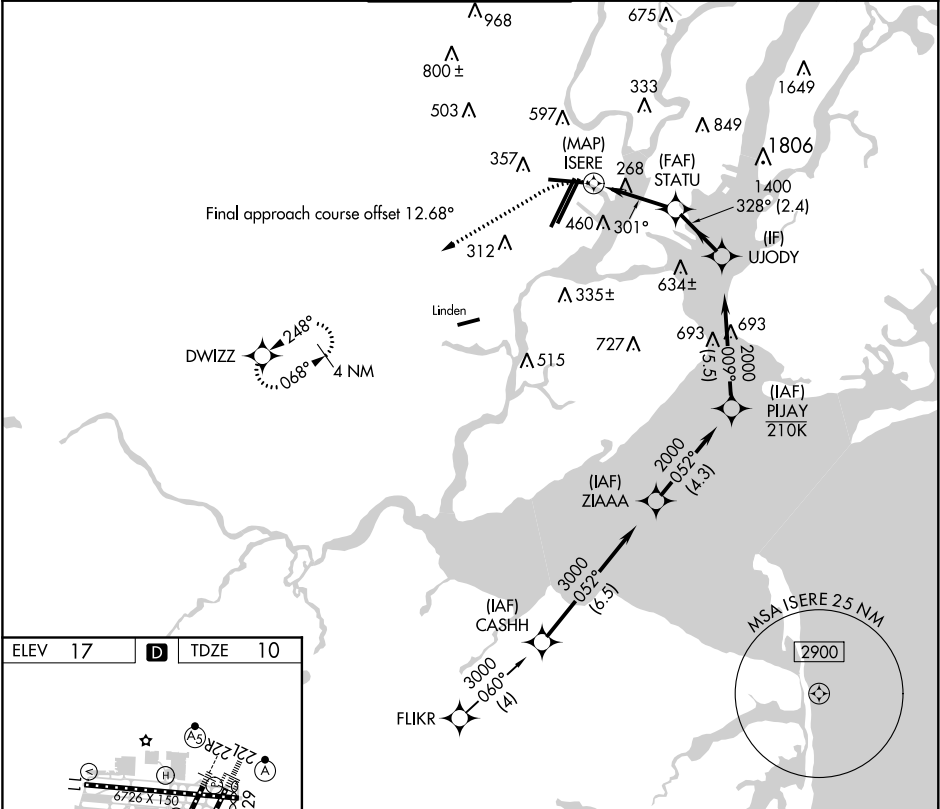 968
675
800 ±
1649
503
597
333
849
(MAP)
ISERE
357
268
(FAF)
STATU
1806
1400
328° (2.4)
Final approach course offset 12.68°
460
301°
(IF)
UJODY
312
634±
335±
Linden
248°
DWIZZ
068°
4 NM
515
727
693
693
2000
009°
(5.5)
(IAF)
PIJAY
210K
2000
052°
(4.3)
(IAF)
ZIAAA
3000
052°
(6.5)
(IAF)
CASHH
3000
060°
(4)
FLIKR
MSA ISERE 25 NM
2900
ELEV 17
D
TDZE 10
A5
22R
22L
A
V
H
P
11
6726 X 150
29